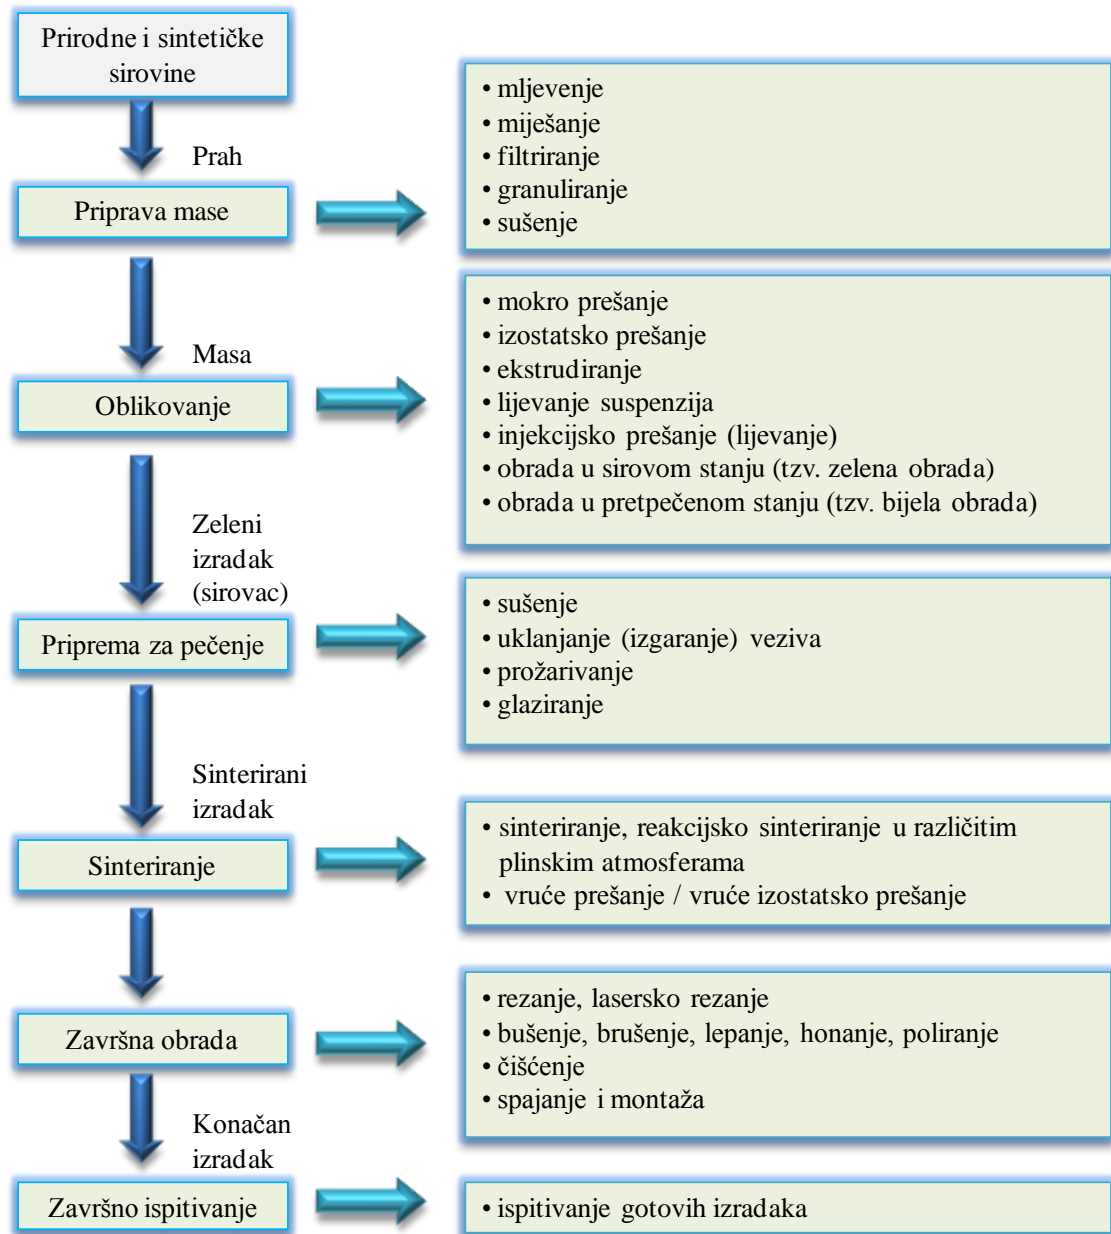 Prirodne i sintetičke
sirovine
Prah
Priprava mase
• mljevenje
• miješanje
• filtriranje
• granuliranje
• sušenje
Masa
Oblikovanje
• mokro prešanje
• izostatsko prešanje
• ekstrudiranje
• lijevanje suspenzija
• injekcijsko prešanje (lijevanje)
• obrada u sirovom stanju (tzv. zelena obrada)
• obrada u pretpečenom stanju (tzv. bijela obrada)
Zeleni
izradak
(sirovac)
Priprema za pečenje
• sušenje
• uklanjanje (izgaranje) veziva
• prožarivanje
• glaziranje
Sinterirani
izradak
Sinteriranje
• sinteriranje, reakcijsko sinteriranje u različitim
plinskim atmosferama
• vruće prešanje / vruće izostatsko prešanje
Završna obrada
• rezanje, lasersko rezanje
• bušenje, brušenje, lepanje, honanje, poliranje
• čišćenje
• spajanje i montaža
Konačan
izradak
Završno ispitivanje
• ispitivanje gotovih izradaka